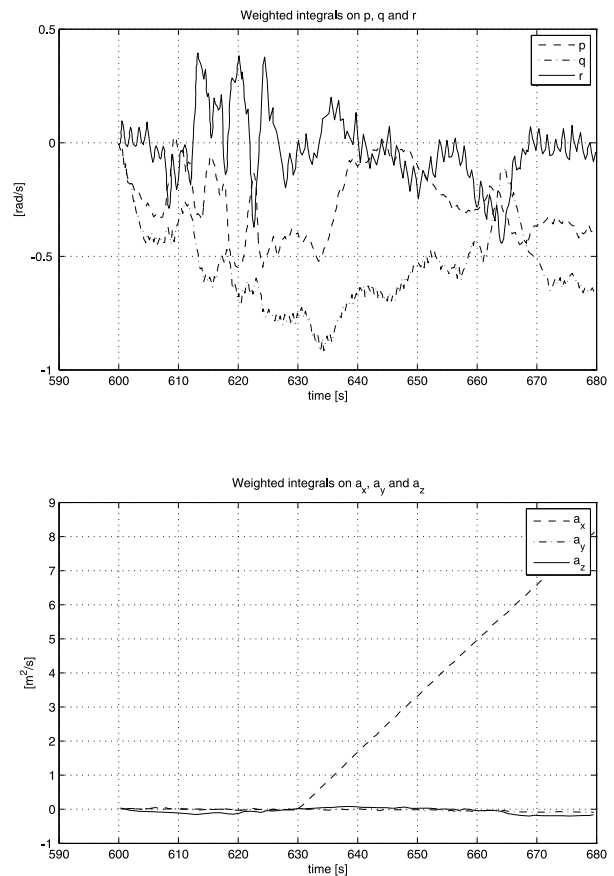 Weighted integrals on p, q and r
0.5
0
-0.5
-1
[rad/s]
p
q
r
590 600 610 620 630 640 650 660 670 680
time [s]
Weighted integrals on a_x, a_y and a_z
9
8
7
6
5
4
3
2
1
0
-1
[m²/s]
a_x
a_y
a_z
590 600 610 620 630 640 650 660 670 680
time [s]